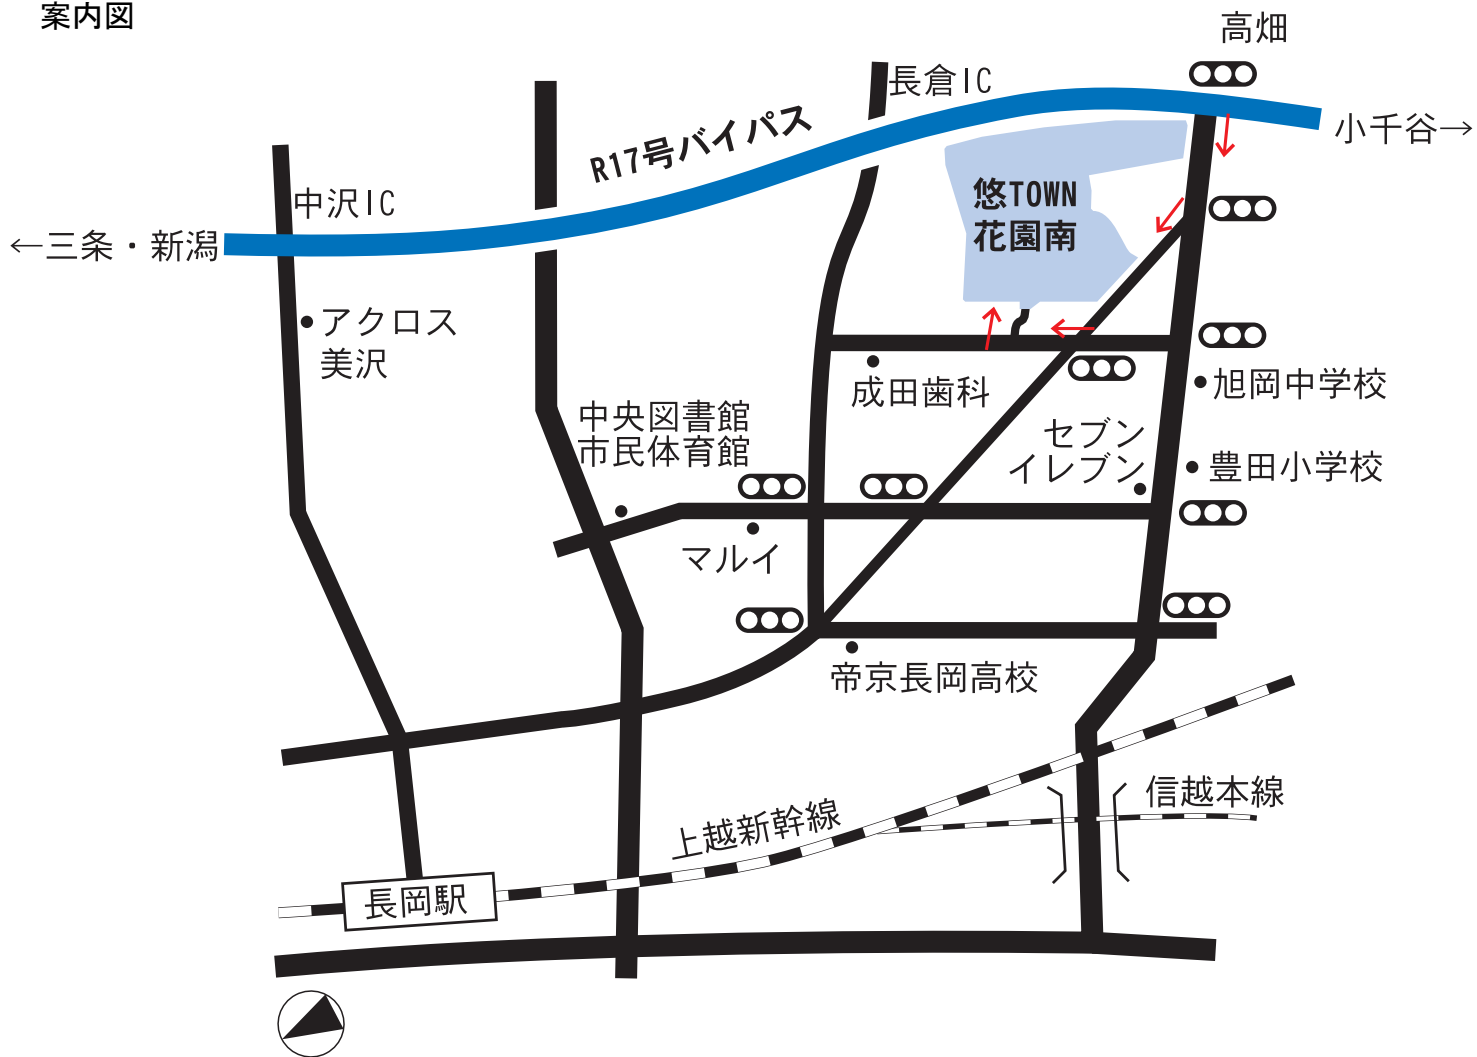 案内図
高畑
長倉IC
小千谷→
R17号バイパス
中沢IC
悠TOWN
花園南
←三条・新潟
アクロス
美沢
成田歯科
旭岡中学校
中央図書館
市民体育館
セブン
イレブン
豊田小学校
マルイ
帝京長岡高校
信越本線
上越新幹線
長岡駅